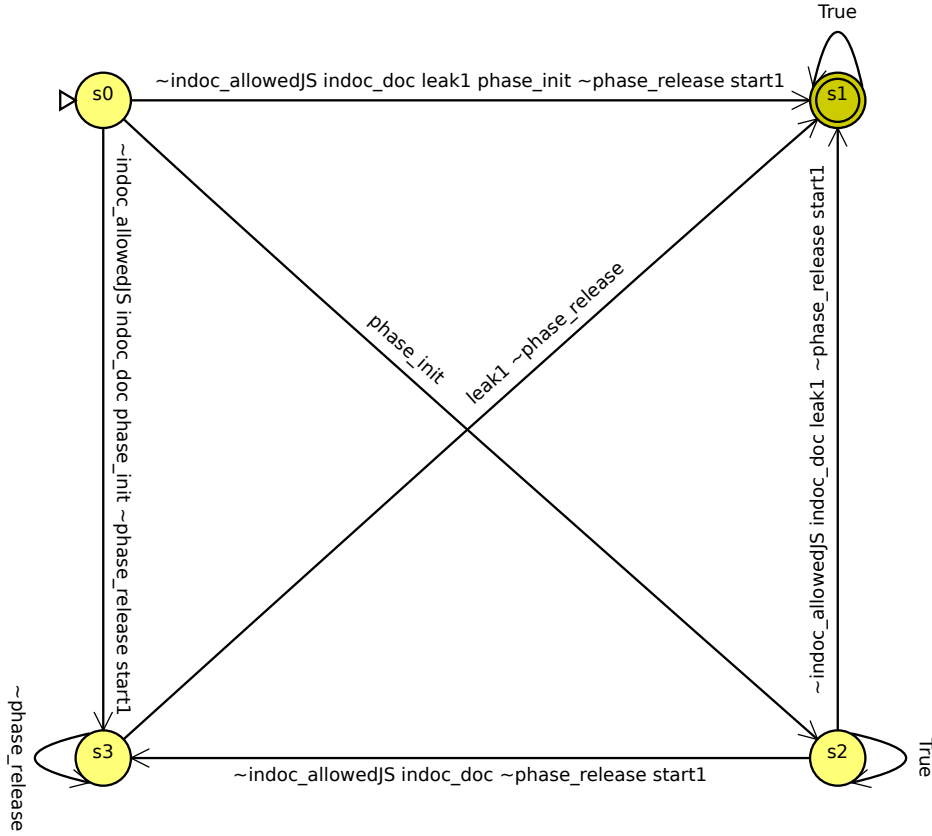 True
~indoc_allowedJS indoc_doc leak1 phase_init ~phase_release start1
s0
s1
~indoc_allowedJS indoc_doc phase_init ~phase_release start1
phase_init
leak1 ~phase_release
~indoc_allowedJS indoc_doc leak1 ~phase_release start1
~phase_release
s3
s2
True
~indoc_allowedJS indoc_doc ~phase_release start1